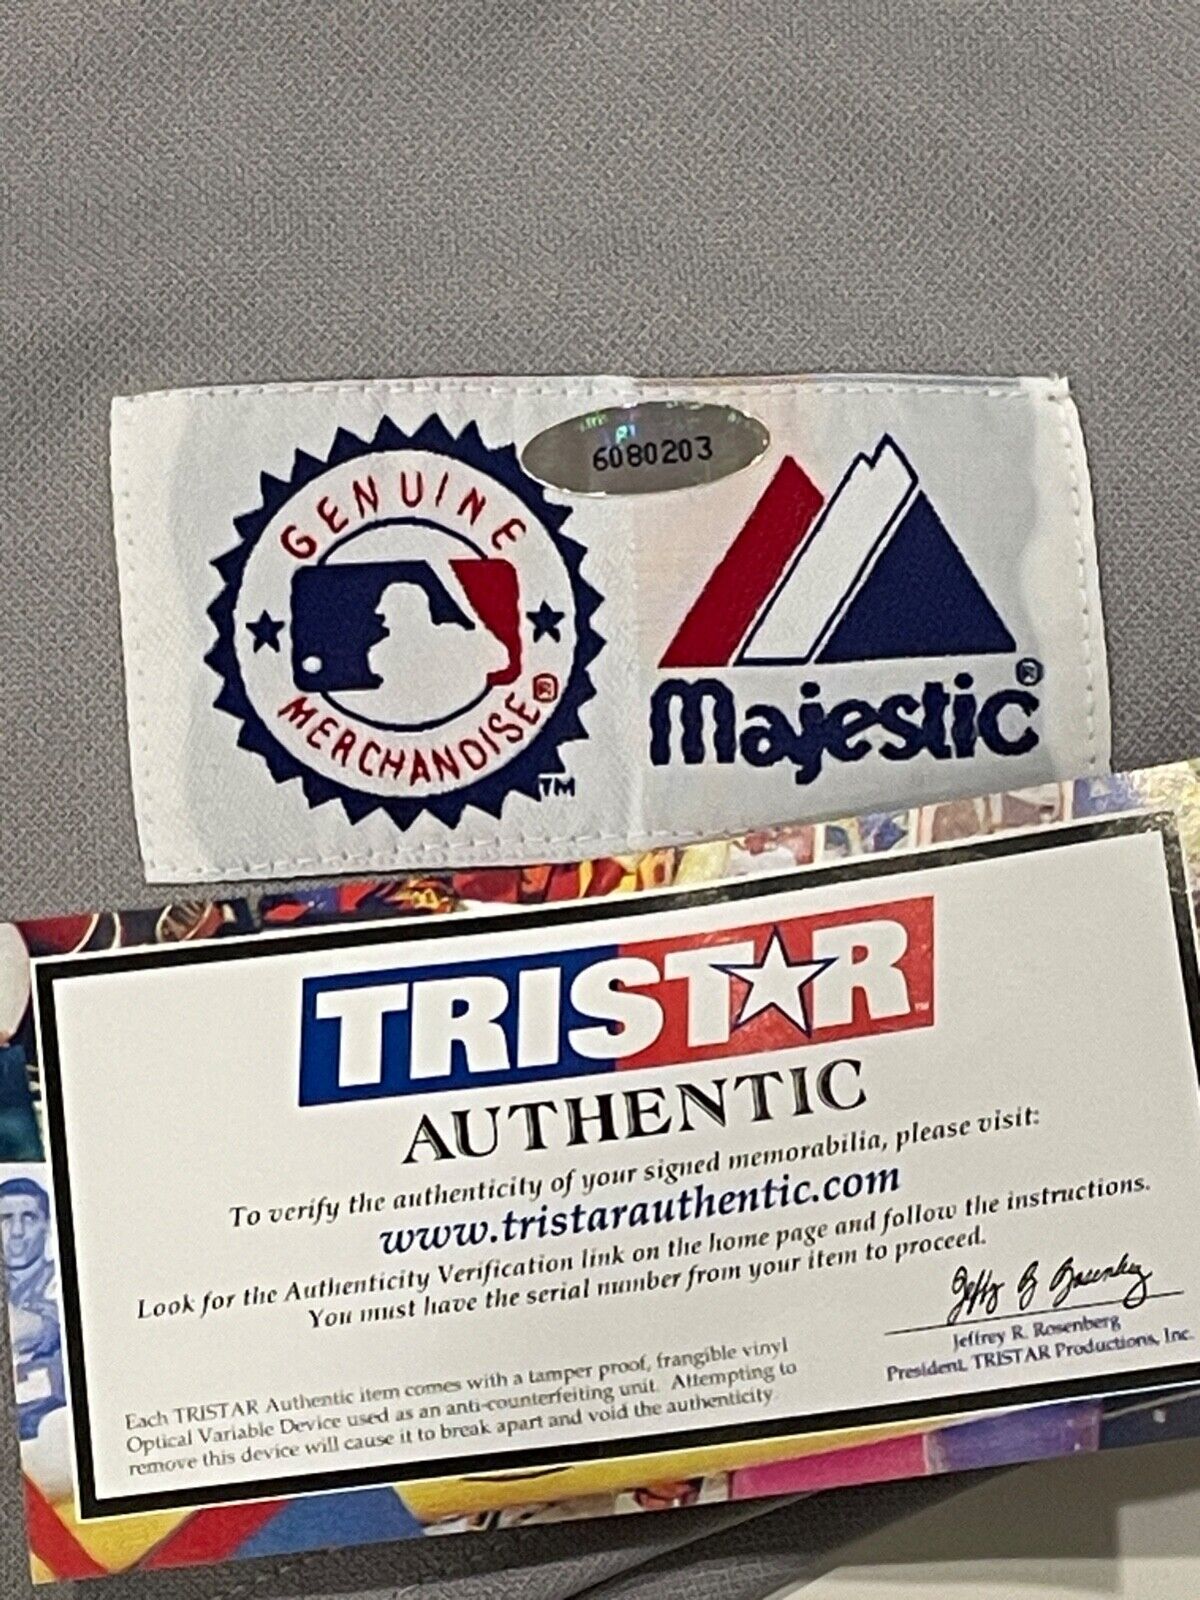 6080203
GENUINE
MERCHANDISE®
TM
Majestic®
TRISTAR™
AUTHENTIC
To verify the authenticity of your signed memorabilia, please visit:
www.tristarauthentic.com
Look for the Authenticity Verification link on the home page and follow the instructions.
You must have the serial number from your item to proceed.
Jeffrey R. Rosenberg
President, TRISTAR Productions, Inc.
Each TRISTAR Authentic item comes with a tamper proof, frangible vinyl
Optical Variable Device used as an anti-counterfeiting unit. Attempting to
remove this device will cause it to break apart and void the authenticity.